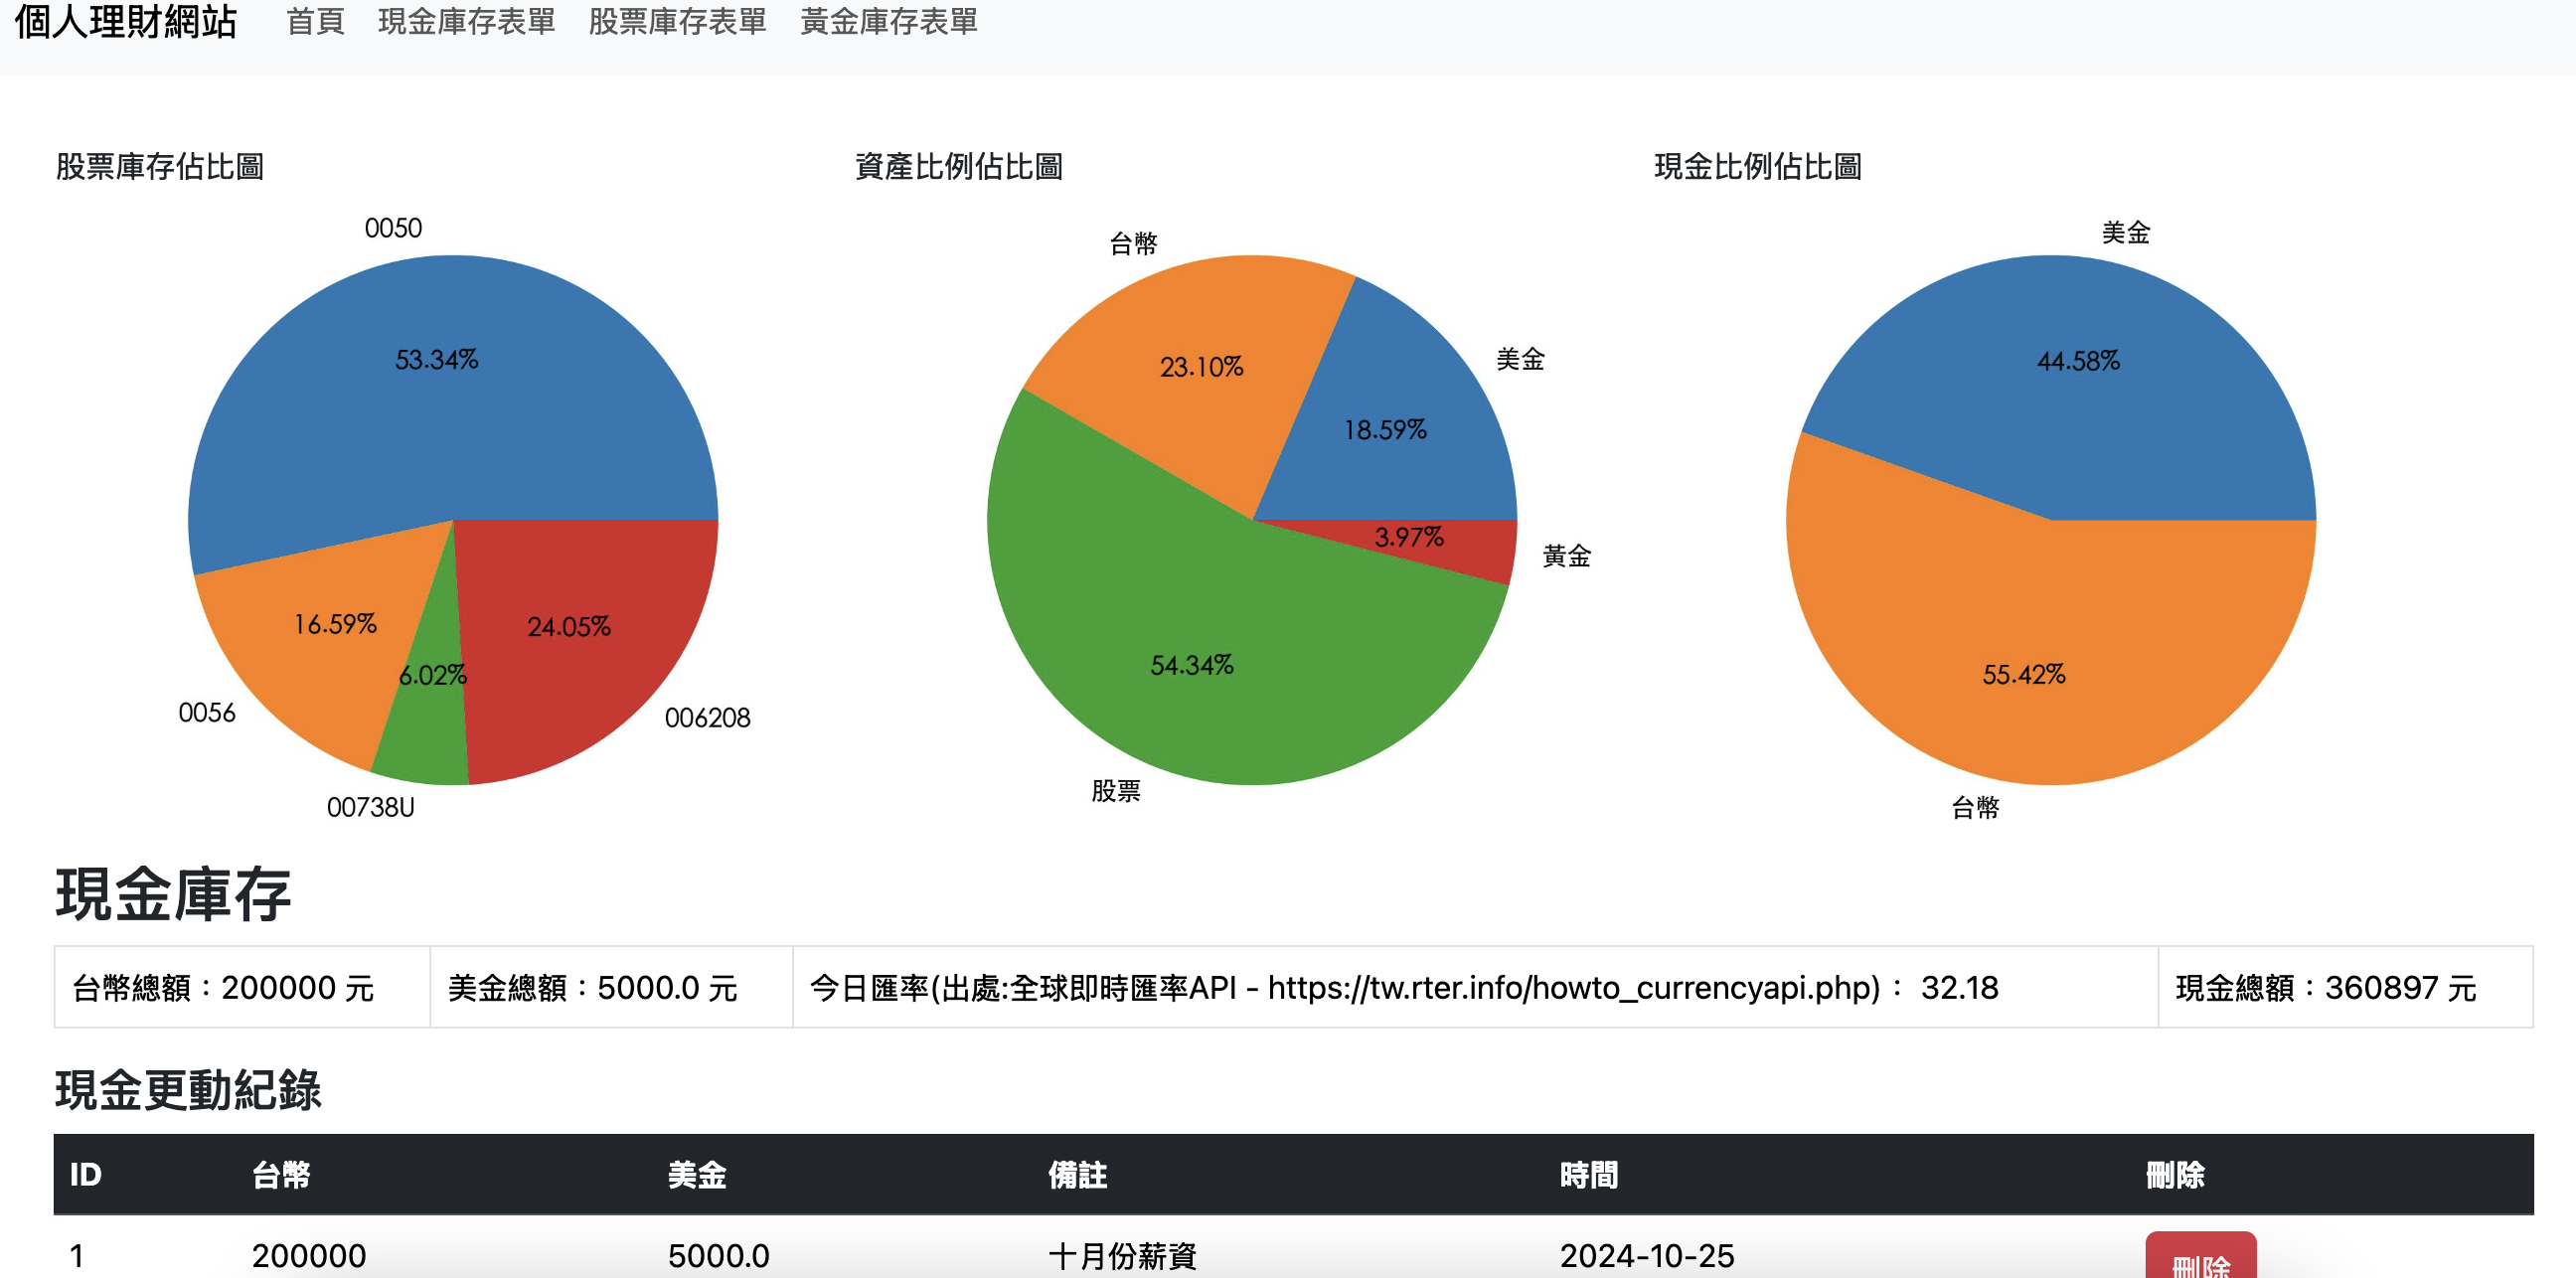 個人理財網站 首頁 現金庫存表單 股票庫存表單 黃金庫存表單
股票庫存佔比圖
0050
53.34%
16.59%
6.02%
24.05%
0056
006208
00738U
資產比例佔比圖
台幣
美金
23.10%
18.59%
3.97%
黃金
54.34%
股票
現金比例佔比圖
美金
44.58%
55.42%
台幣
現金庫存
台幣總額：200000 元 美金總額：5000.0 元 今日匯率(出處:全球即時匯率API - https://tw.rter.info/howto_currencyapi.php)： 32.18 現金總額：360897 元
現金更動紀錄
ID 台幣 美金 備註 時間 刪除
1 200000 5000.0 十月份薪資 2024-10-25 刪除